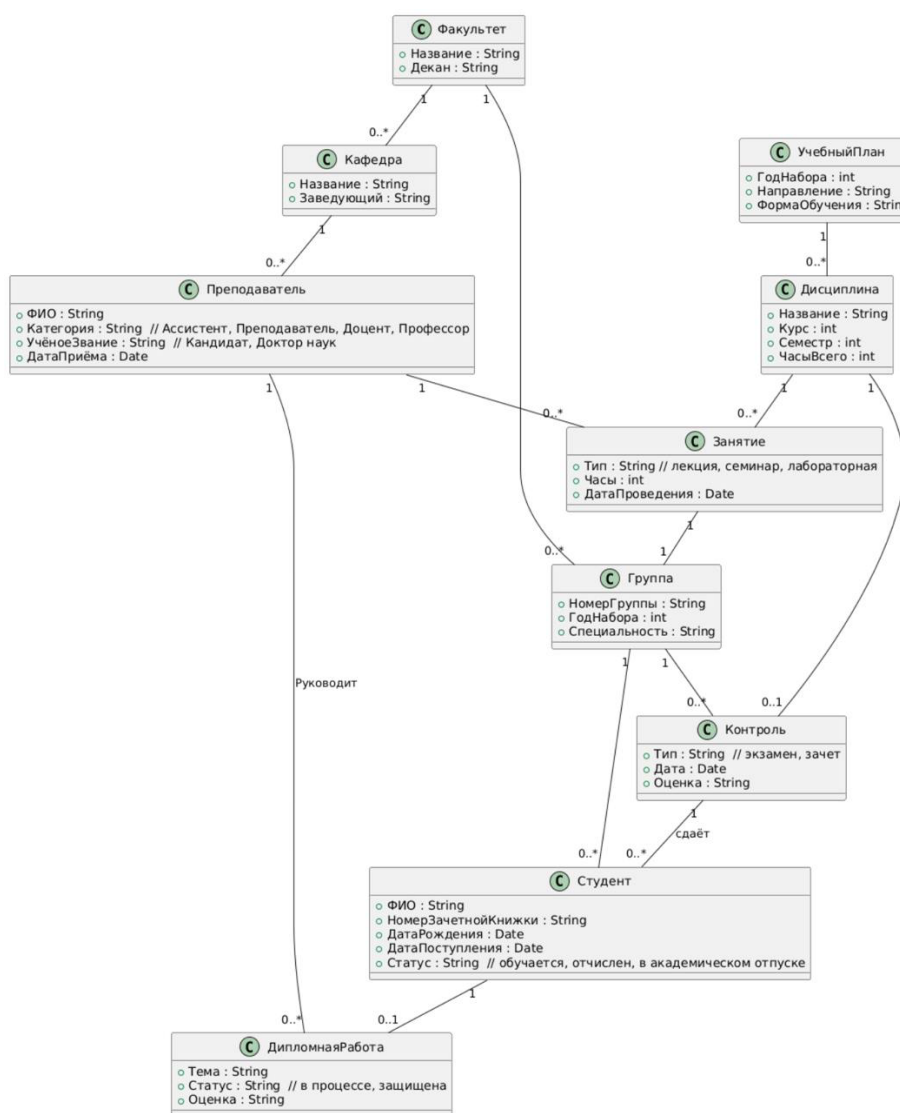 C Факультет
Название : String
Декан : String
1
1
0..*
C Кафедра
Название : String
Заведующий : String
C УчебныйПлан
ГодНабора : int
Направление : String
ФормаОбучения : Strin
1
1
0..*
0..*
C Преподаватель
ФИО : String
Категория : String // Ассистент, Преподаватель, Доцент, Профессор
УчёноеЗвание : String // Кандидат, Доктор наук
ДатаПриёма : Date
C Дисциплина
Название : String
Курс : int
Семестр : int
ЧасыВсего : int
1
1
1
1
0..*
0..*
C Занятие
Тип : String // лекция, семинар, лабораторная
Часы : int
ДатаПроведения : Date
1
0..*
1
C Группа
НомерГруппы : String
ГодНабора : int
Специальность : String
1
1
Руководит
0..*
0..1
C Контроль
Тип : String // экзамен, зачет
Дата : Date
Оценка : String
1
сдаёт
0..*
0..*
C Студент
ФИО : String
НомерЗачетнойКнижки : String
ДатаРождения : Date
ДатаПоступления : Date
Статус : String // обучается, отчислен, в академическом отпуске
1
0..*
0..1
C ДипломнаяРабота
Тема : String
Статус : String // в процессе, защищена
Оценка : String